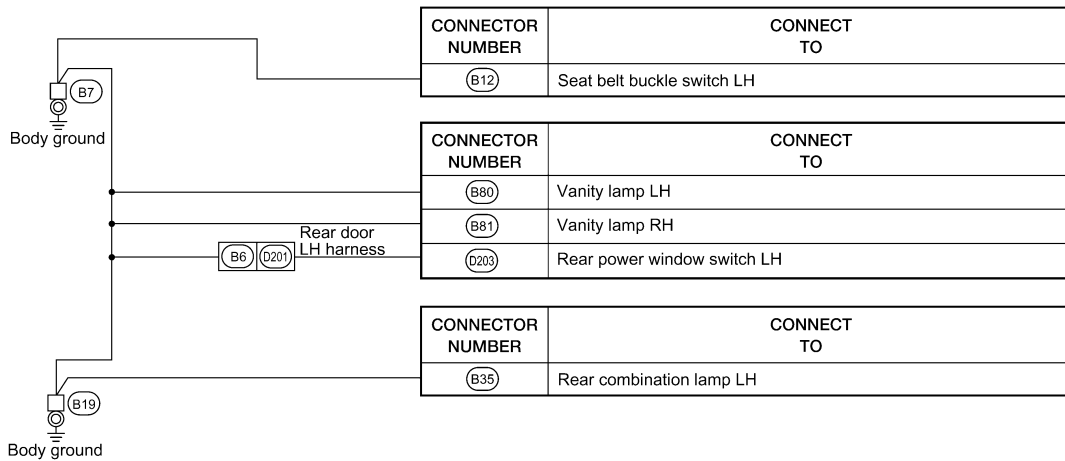 CONNECTOR NUMBER
CONNECT TO
B12
Seat belt buckle switch LH
B7
Body ground
CONNECTOR NUMBER
CONNECT TO
B80
Vanity lamp LH
B81
Vanity lamp RH
Rear door
LH harness
B6
D201
D203
Rear power window switch LH
CONNECTOR NUMBER
CONNECT TO
B35
Rear combination lamp LH
B19
Body ground